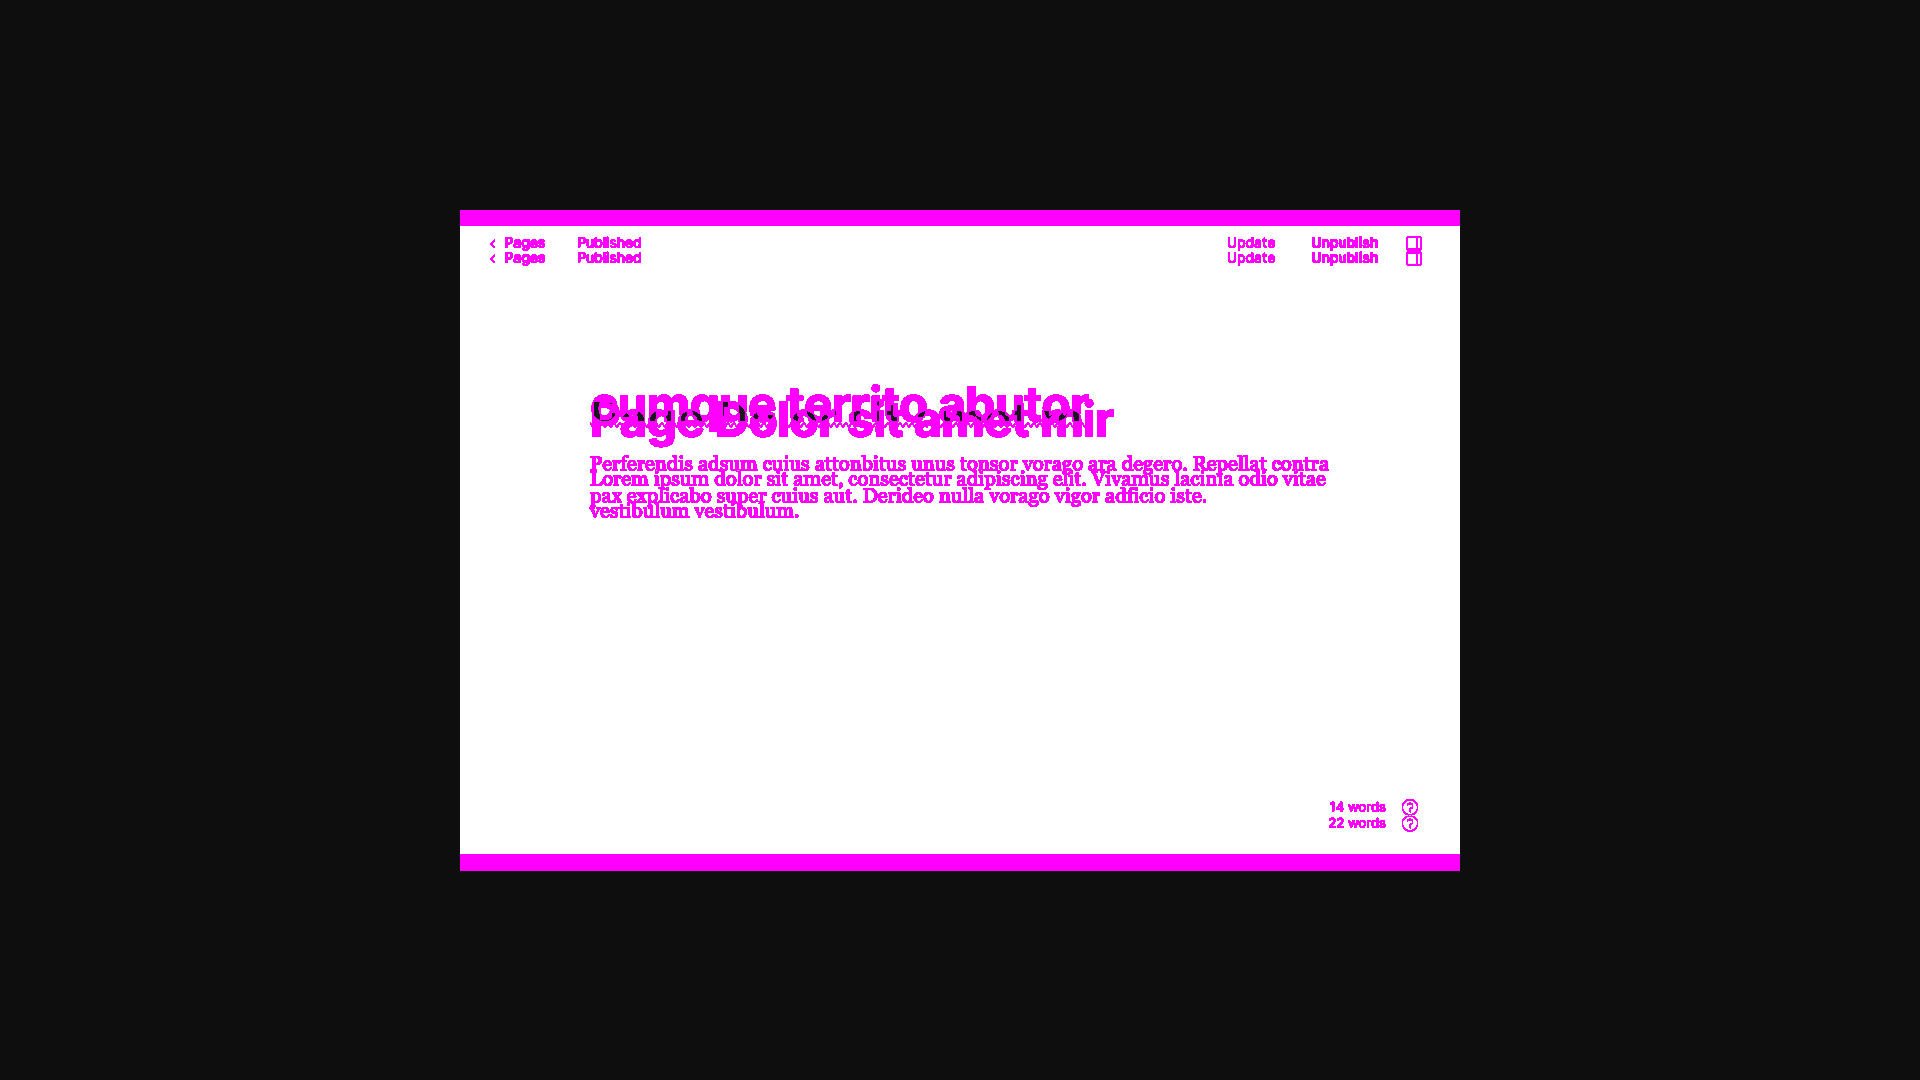 Pages Published Update Unpublish
Pages Published Update Unpublish
cumque territo abutor
Page Dolor sit amet mir
Perferendis adsum cuius attonbitus unus tonsor vorago ara degero. Repellat contra
Lorem ipsum dolor sit amet, consectetur adipiscing elit. Vivamus lacinia odio vitae
pax explicabo super cuius aut. Derideo nulla vorago vigor adficio iste.
vestibulum vestibulum.
14 words ?
22 words ?